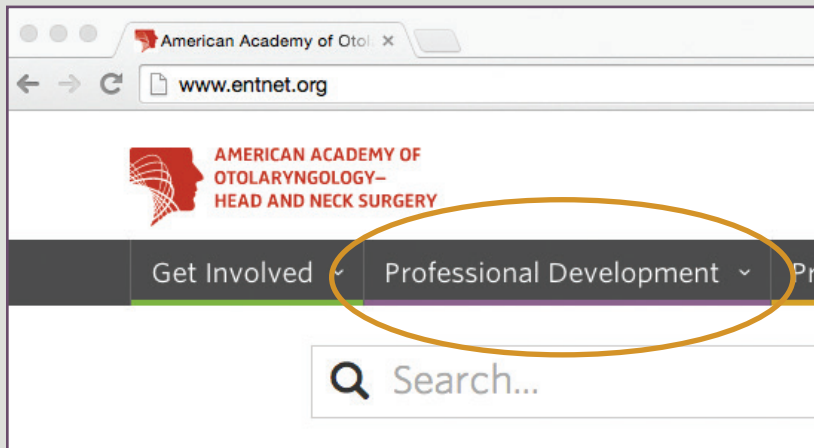 American Academy of Otol
www.entnet.org
AMERICAN ACADEMY OF
OTOLARYNGOLOGY–
HEAD AND NECK SURGERY
Get Involved Professional Development
Search...